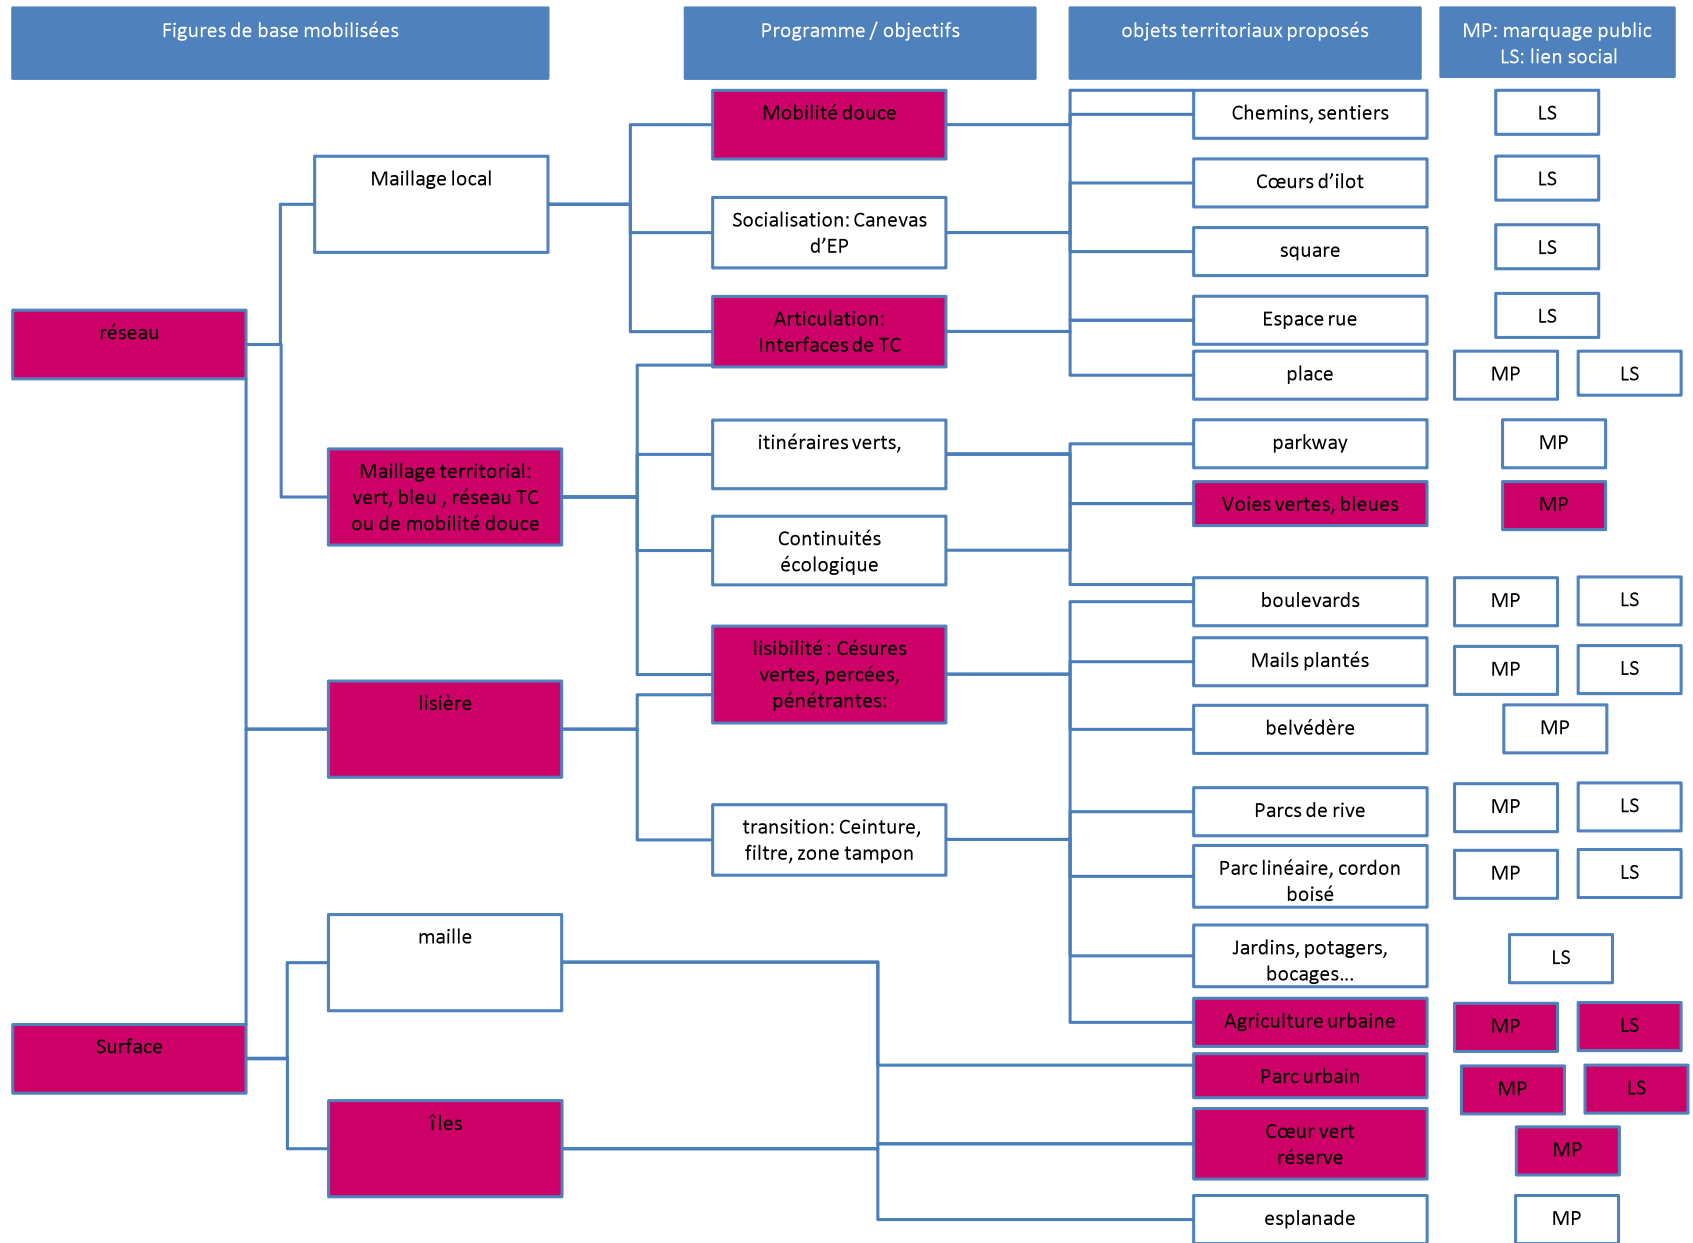 Figures de base mobilisées
Programme / objectifs
objets territoriaux proposés
MP: marquage public
LS: lien social
réseau
Surface
Maillage local
Maillage territorial:
vert, bleu , réseau TC
ou de mobilité douce
lisière
maille
îles
Mobilité douce
Socialisation: Canevas
d’EP
Articulation:
Interfaces de TC
itinéraires verts,
Continuités
écologique
lisibilité : Césures
vertes, percées,
pénétrantes:
transition: Ceinture,
filtre, zone tampon
Chemins, sentiers
LS
Cœurs d’ilot
LS
square
LS
Espace rue
LS
place
MP
LS
parkway
MP
Voies vertes, bleues
MP
boulevards
MP
LS
Mails plantés
MP
LS
belvédère
MP
Parcs de rive
MP
LS
Parc linéaire, cordon
boisé
MP
LS
Jardins, potagers,
bocages...
LS
Agriculture urbaine
MP
LS
Parc urbain
MP
LS
Cœur vert
réserve
MP
esplanade
MP